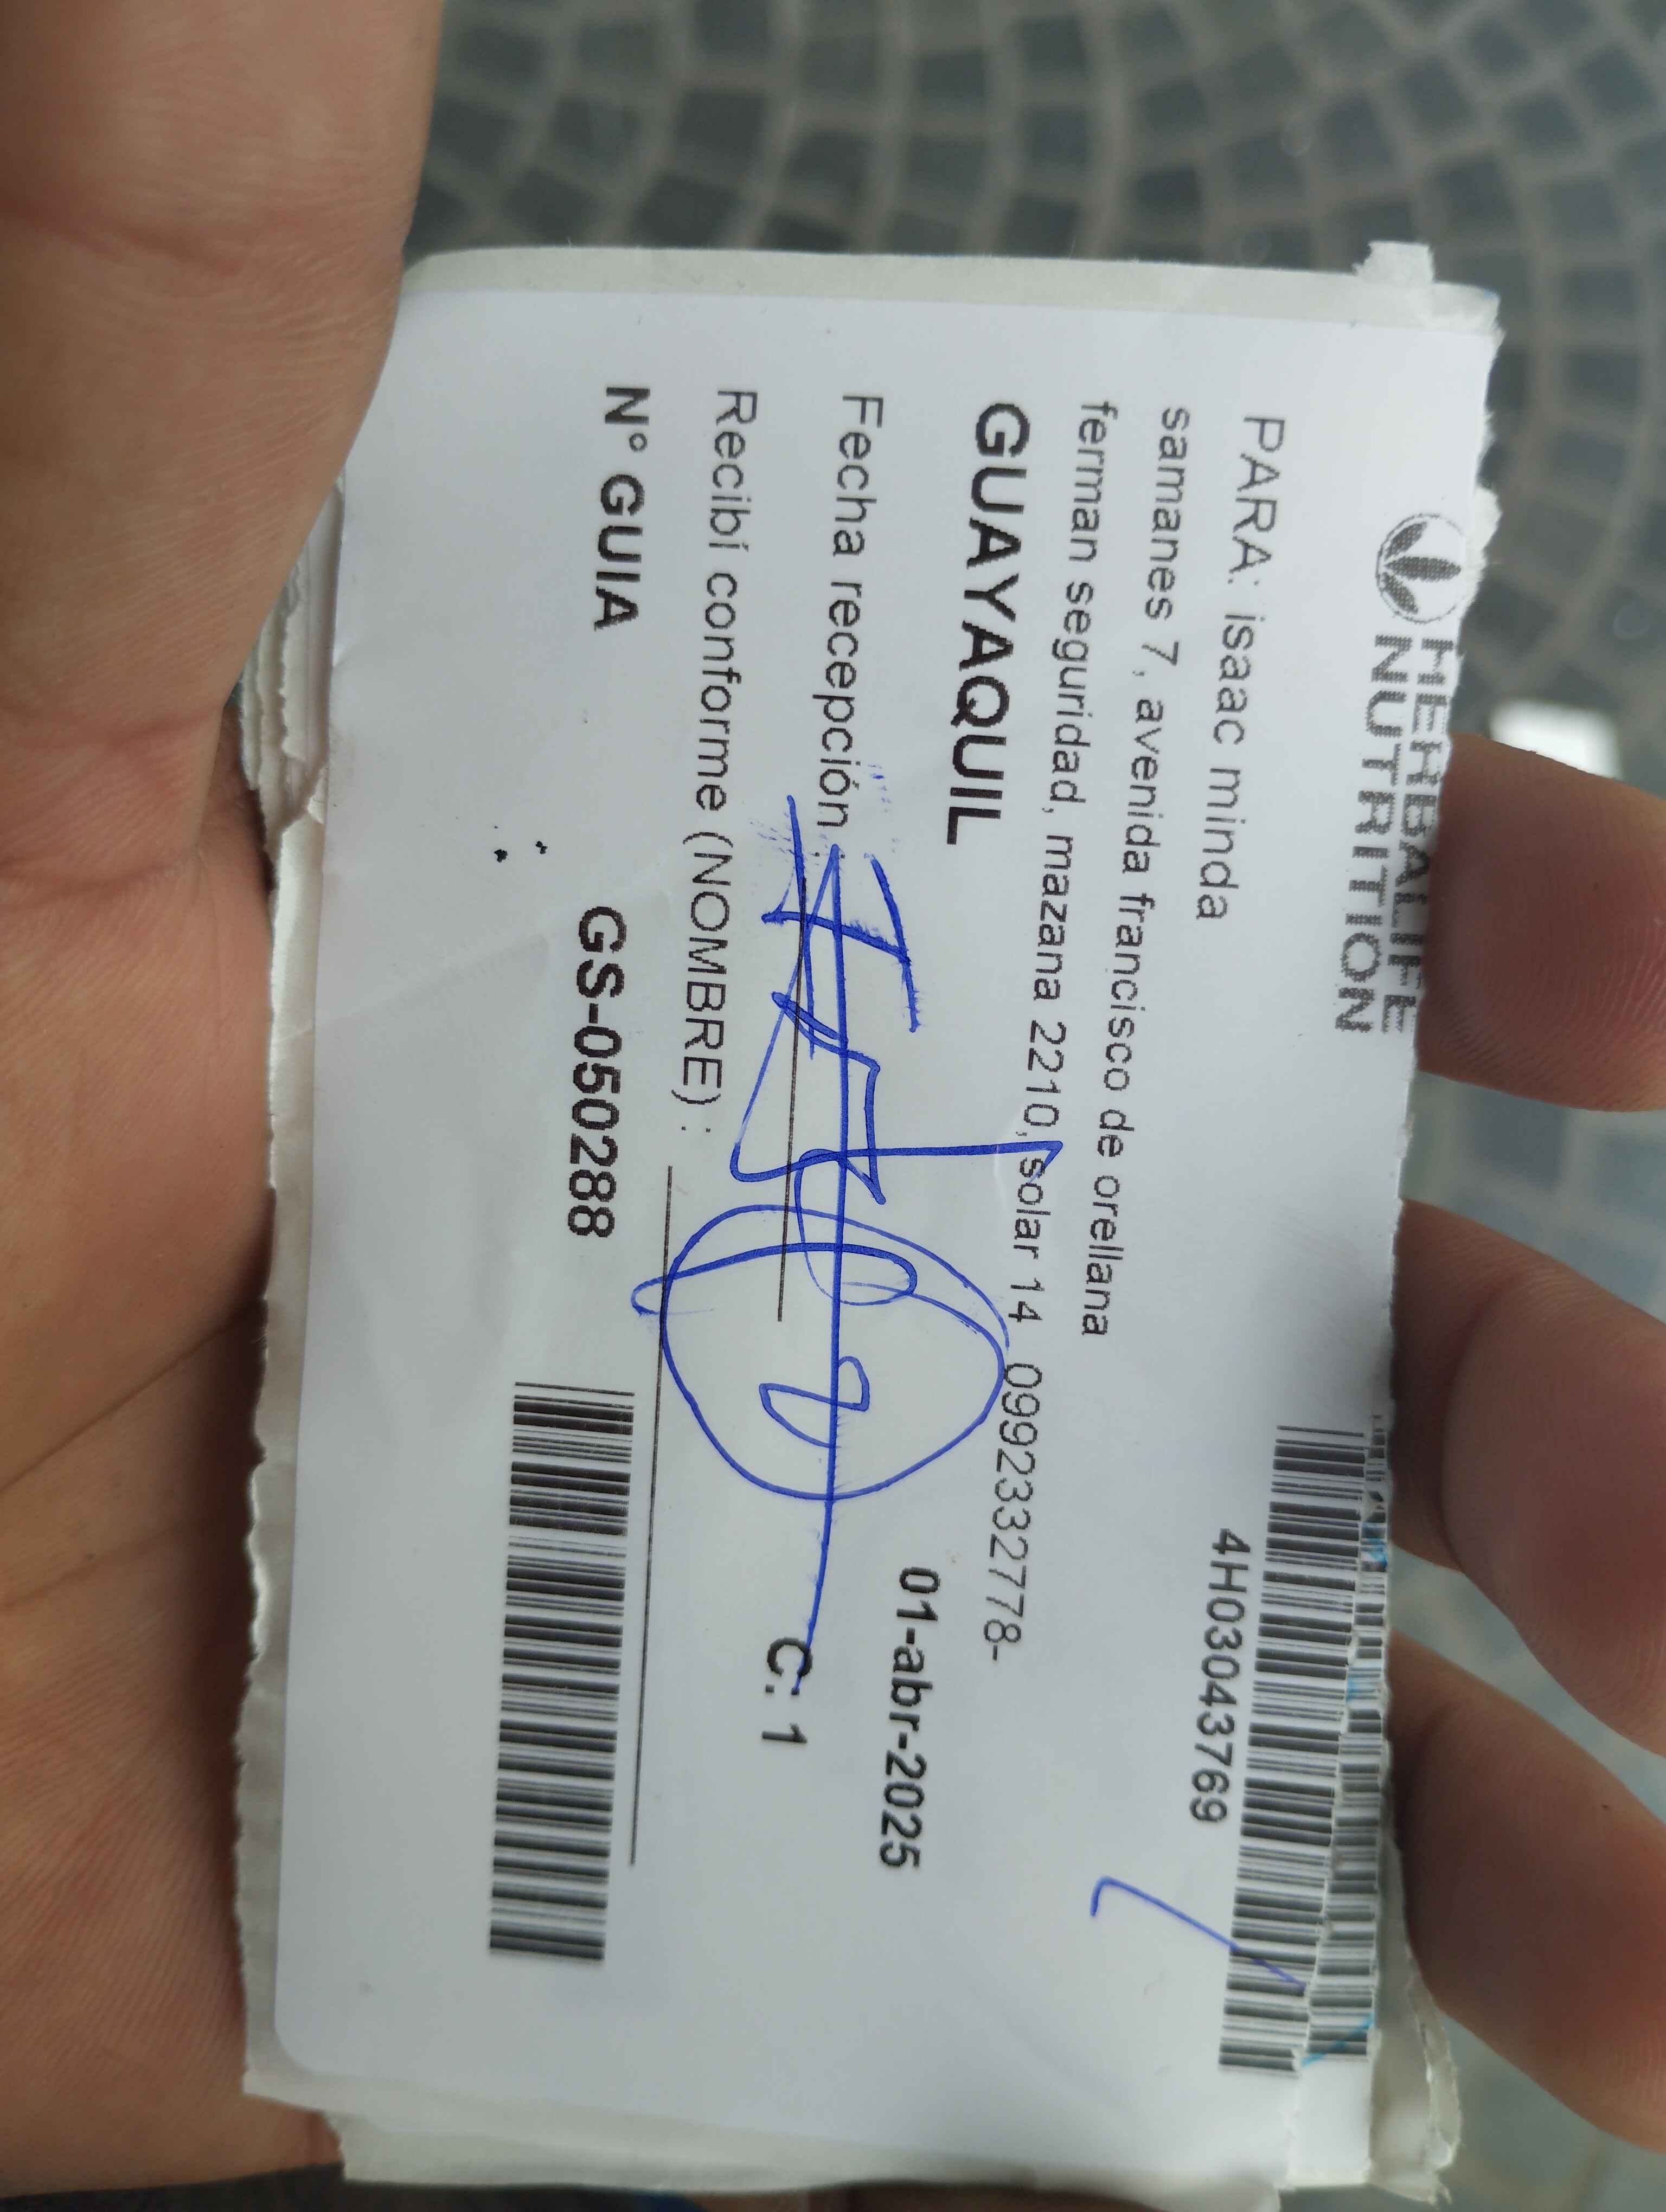 HERBALIFE
NUTRITION
4H03043769
PARA: isaac minda
samanes 7, avenida francisco de orellana
ferman seguridad, mazana 2210, solar 14 0992332778-
GUAYAQUIL
01-abr-2025
Fecha recepción :
C: 1
Recibí conforme (NOMBRE) :
N° GUIA GS-050288